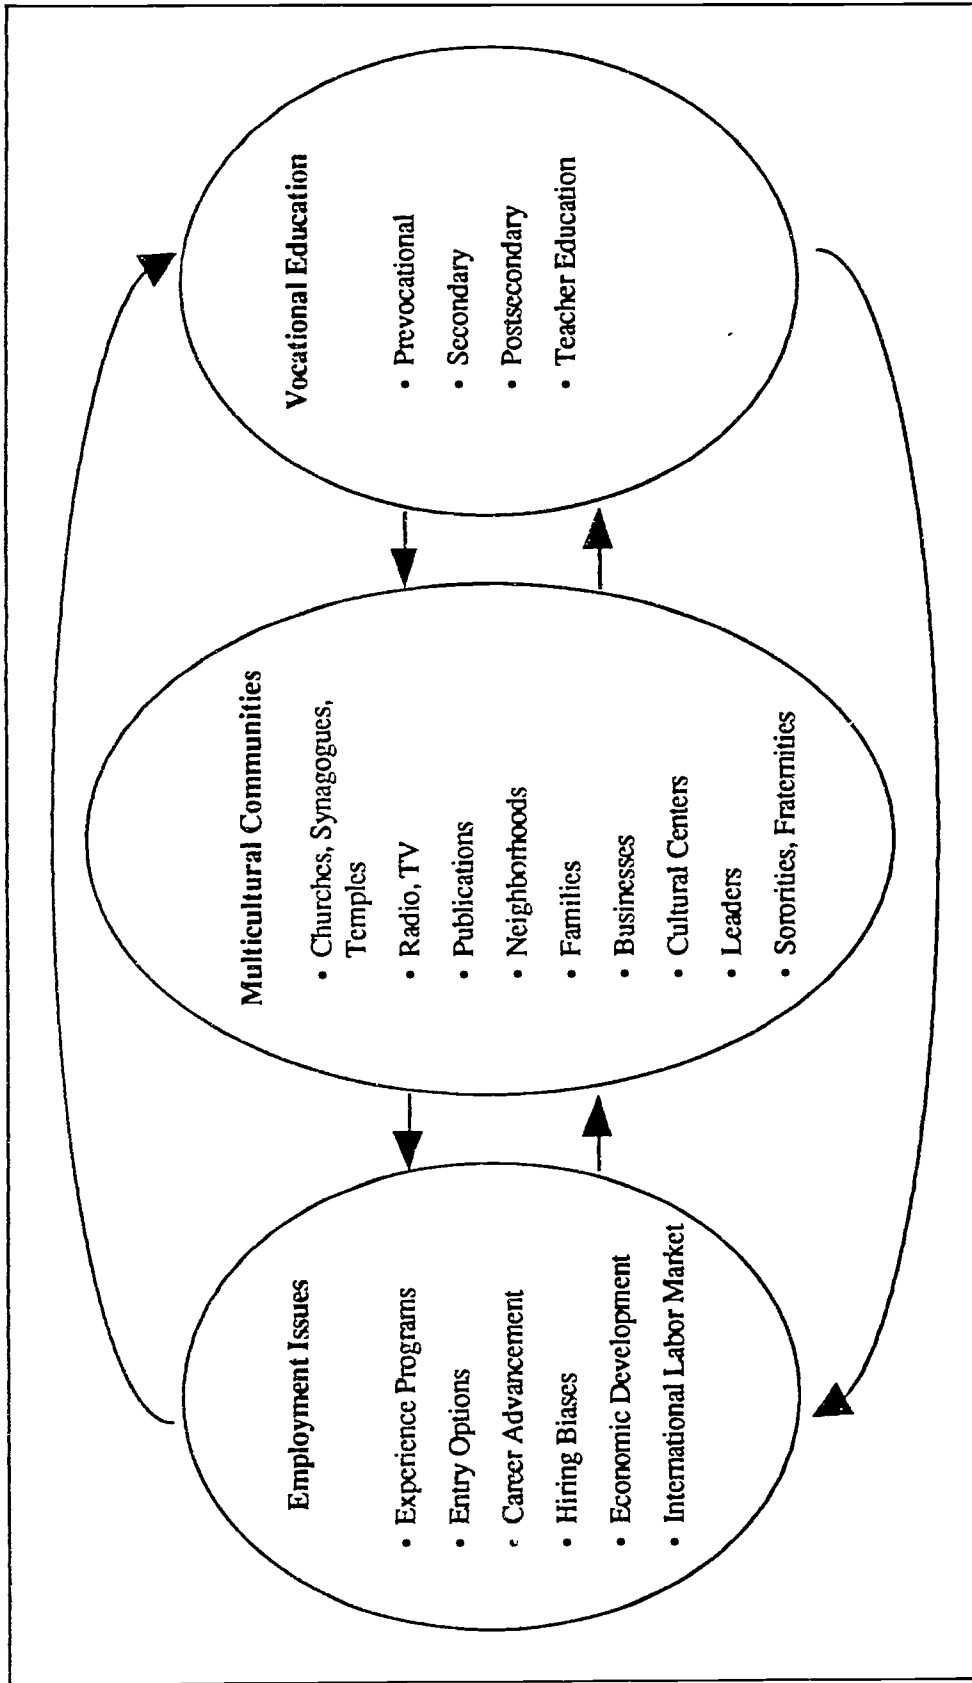 Employment Issues
• Experience Programs
• Entry Options
• Career Advancement
• Hiring Biases
• Economic Development
• International Labor Market
Multicultural Communities
• Churches, Synagogues,
Temples
• Radio, TV
• Publications
• Neighborhoods
• Families
• Businesses
• Cultural Centers
• Leaders
• Sororities, Fraternities
Vocational Education
• Prevocational
• Secondary
• Postsecondary
• Teacher Education